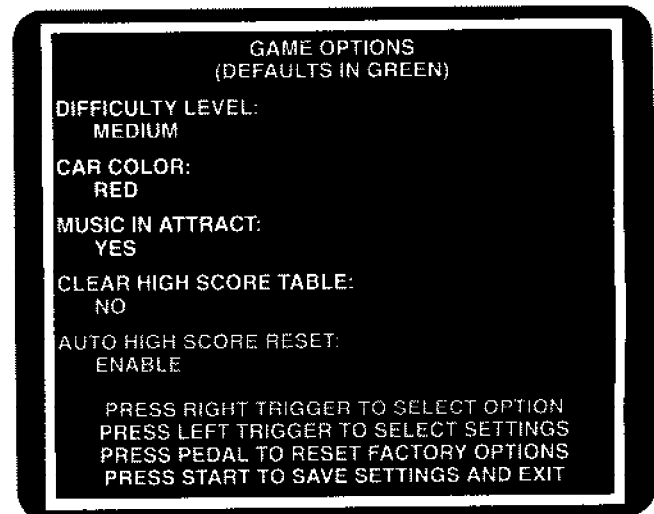 GAME OPTIONS
(DEFAULTS IN GREEN)
DIFFICULTY LEVEL:
MEDIUM
CAR COLOR:
RED
MUSIC IN ATTRACT:
YES
CLEAR HIGH SCORE TABLE:
NO
AUTO HIGH SCORE RESET:
ENABLE
PRESS RIGHT TRIGGER TO SELECT OPTION
PRESS LEFT TRIGGER TO SELECT SETTINGS
PRESS PEDAL TO RESET FACTORY OPTIONS
PRESS START TO SAVE SETTINGS AND EXIT